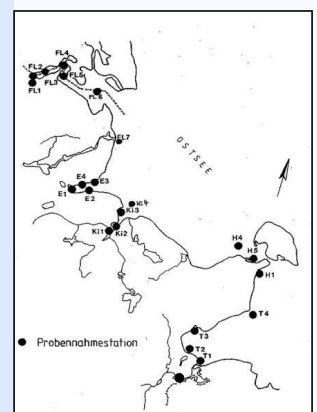 FL4
FL2
FL1
FL3
FL5
FL6
FL7
OSTSEE
E4
E3
E1
E2
Ki4
Ki3
Ki1
Ki2
H4
H5
H1
T4
T3
T2
T1
Probennahmestation